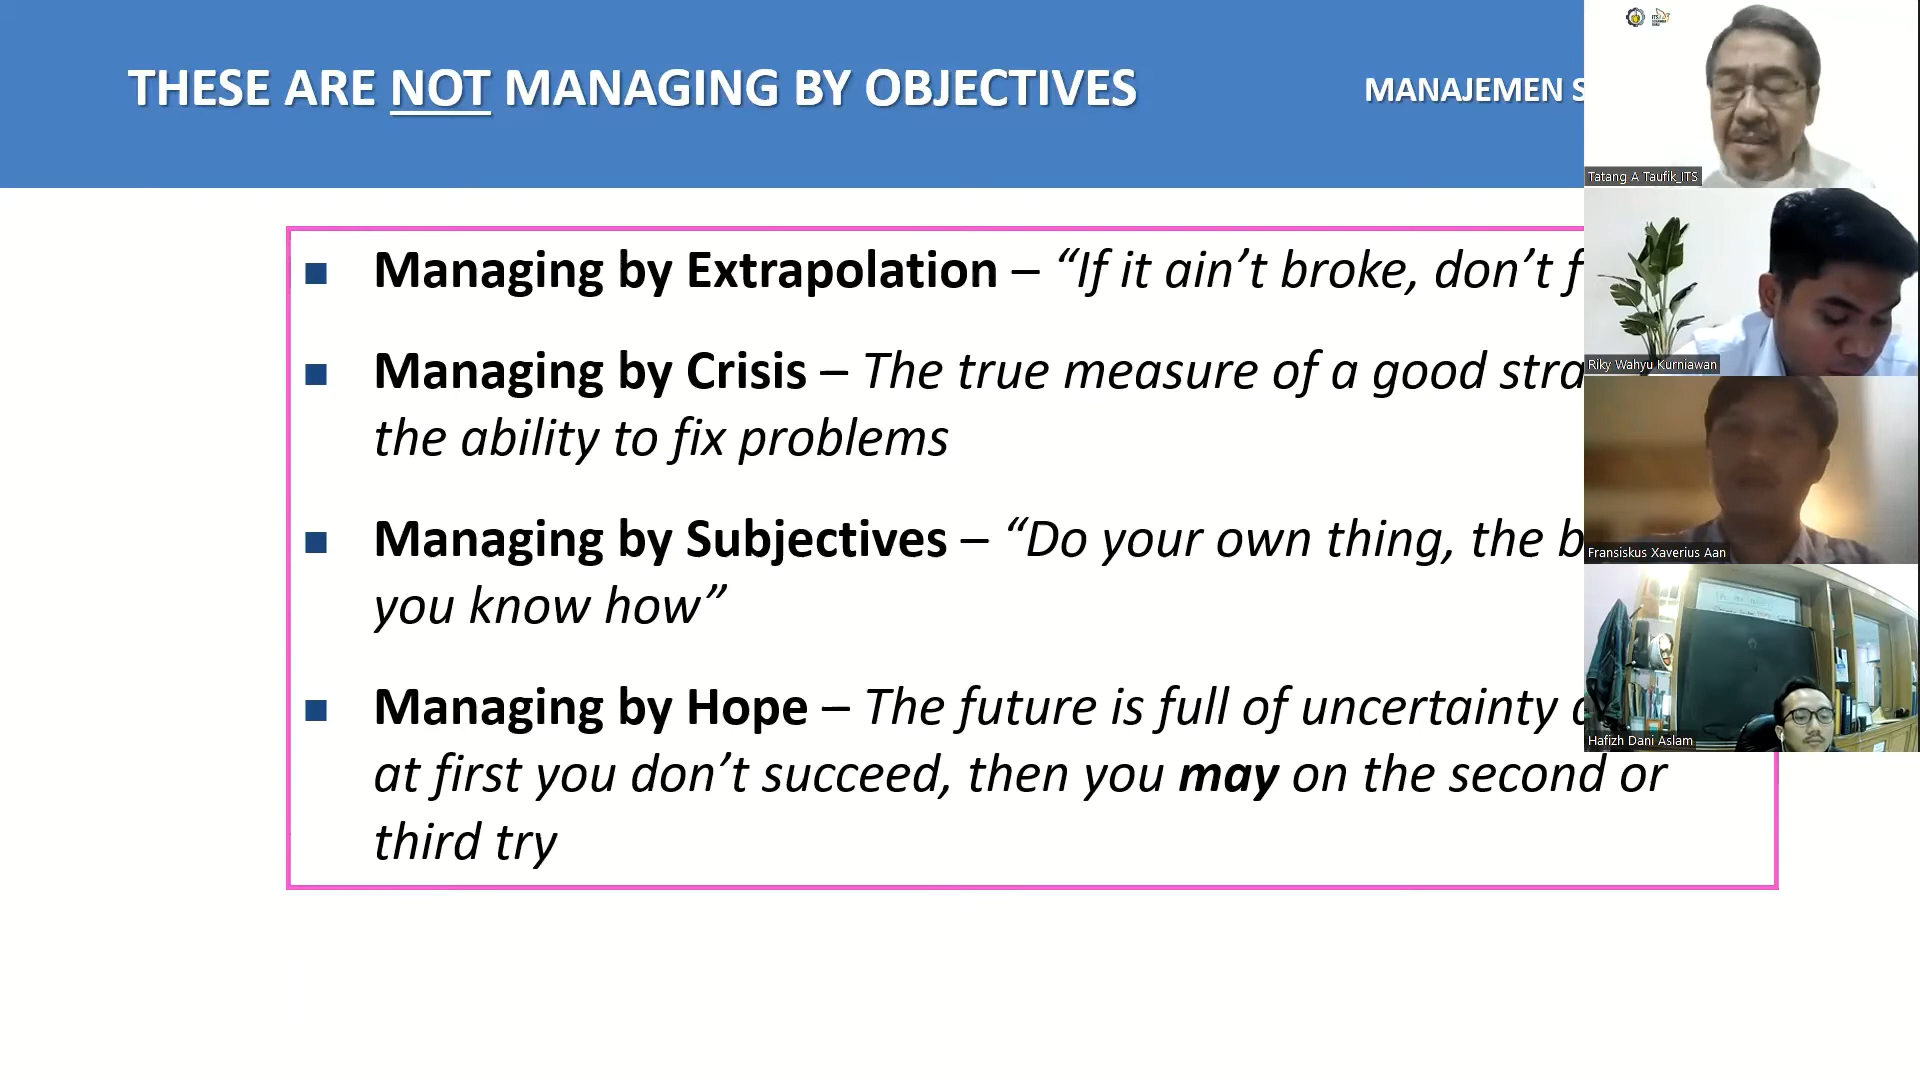 THESE ARE NOT MANAGING BY OBJECTIVES
MANAJEMEN S
Managing by Extrapolation – “If it ain’t broke, don’t f
Managing by Crisis – The true measure of a good stra
the ability to fix problems
Managing by Subjectives – “Do your own thing, the b
you know how”
Managing by Hope – The future is full of uncertainty
at first you don’t succeed, then you may on the second or
third try
Tatang A Taufik_ITS
Riky Wahyu Kurniawan
Fransiskus Xaverius Aan
Hafizh Dani Aslam